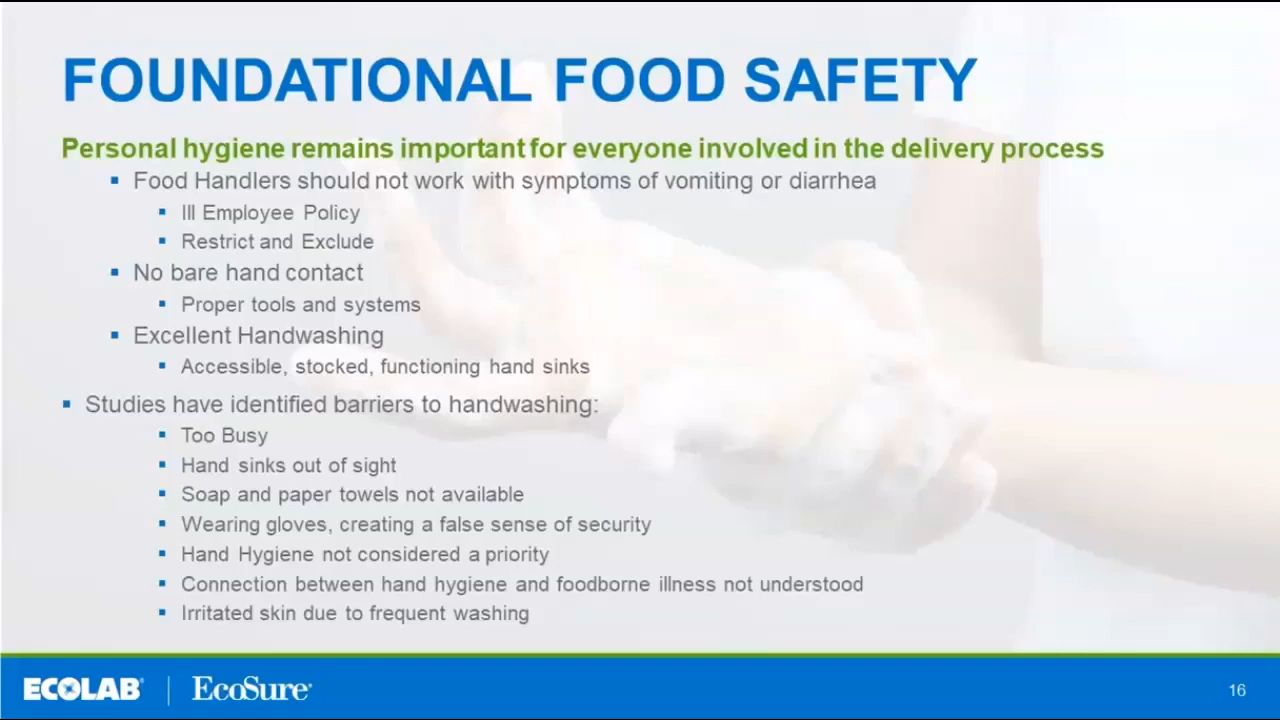 FOUNDATIONAL FOOD SAFETY
Personal hygiene remains important for everyone involved in the delivery process
▪ Food Handlers should not work with symptoms of vomiting or diarrhea
▪ Ill Employee Policy
▪ Restrict and Exclude
▪ No bare hand contact
▪ Proper tools and systems
▪ Excellent Handwashing
▪ Accessible, stocked, functioning hand sinks
▪ Studies have identified barriers to handwashing:
▪ Too Busy
▪ Hand sinks out of sight
▪ Soap and paper towels not available
▪ Wearing gloves, creating a false sense of security
▪ Hand Hygiene not considered a priority
▪ Connection between hand hygiene and foodborne illness not understood
▪ Irritated skin due to frequent washing
ECOLAB® | EcoSure®
16